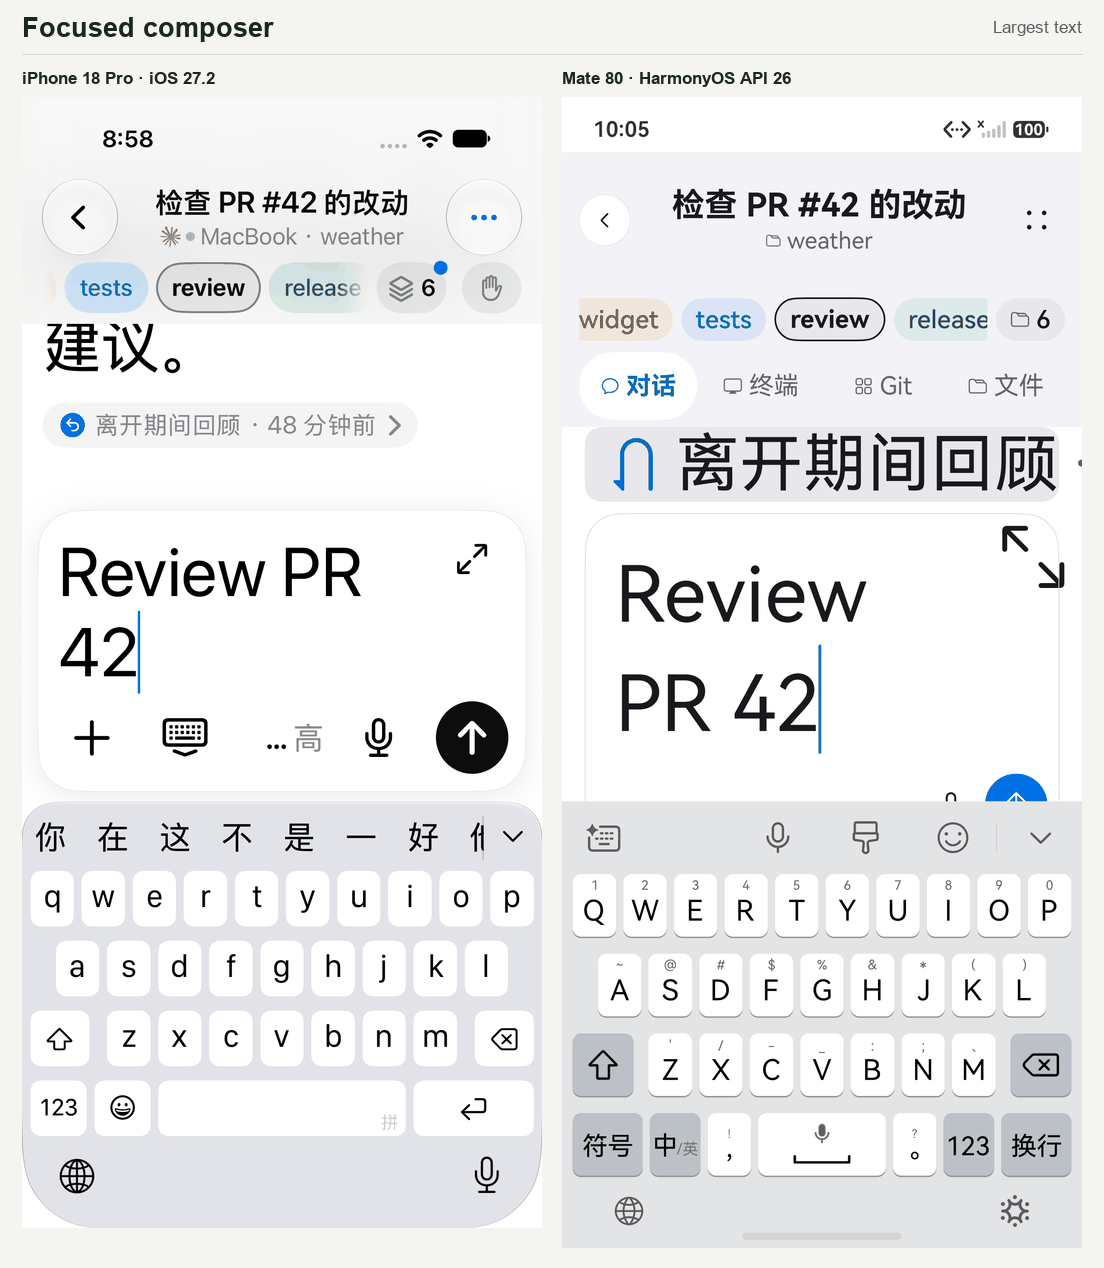 Focused composer
Largest text
iPhone 18 Pro · iOS 27.2
8:58
检查 PR #42 的改动
MacBook · weather
tests
review
release
6
建议。
离开期间回顾 · 48 分钟前
Review PR
42
... 高
你 在 这 不 是 一 好
q w e r t y u i o p
a s d f g h j k l
z x c v b n m
123
拼
Mate 80 · HarmonyOS API 26
10:05
100
检查 PR #42 的改动
weather
widget
tests
review
release
6
对话
终端
Git
文件
离开期间回顾
Review
PR 42
1 2 3 4 5 6 7 8 9 0
Q W E R T Y U I O P
~ @ # $ % & * ( )
A S D F G H J K L
' / - _ : ; 、
Z X C V B N M
! ?
符号 中/英 , 。 123 换行